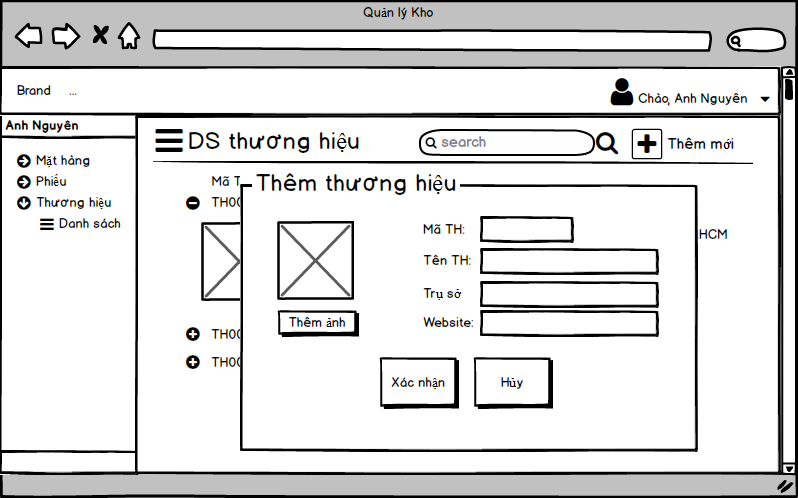 Quản lý Kho
Brand ...
Chào, Anh Nguyên
Anh Nguyên
Mặt hàng
Phiếu
Thương hiệu
Danh sách
DS thương hiệu
search
Thêm mới
Mã T
TH00
HCM
TH00
TH00
Thêm thương hiệu
Mã TH:
Tên TH:
Trụ sở
Website:
Thêm ảnh
Xác nhận
Hủy